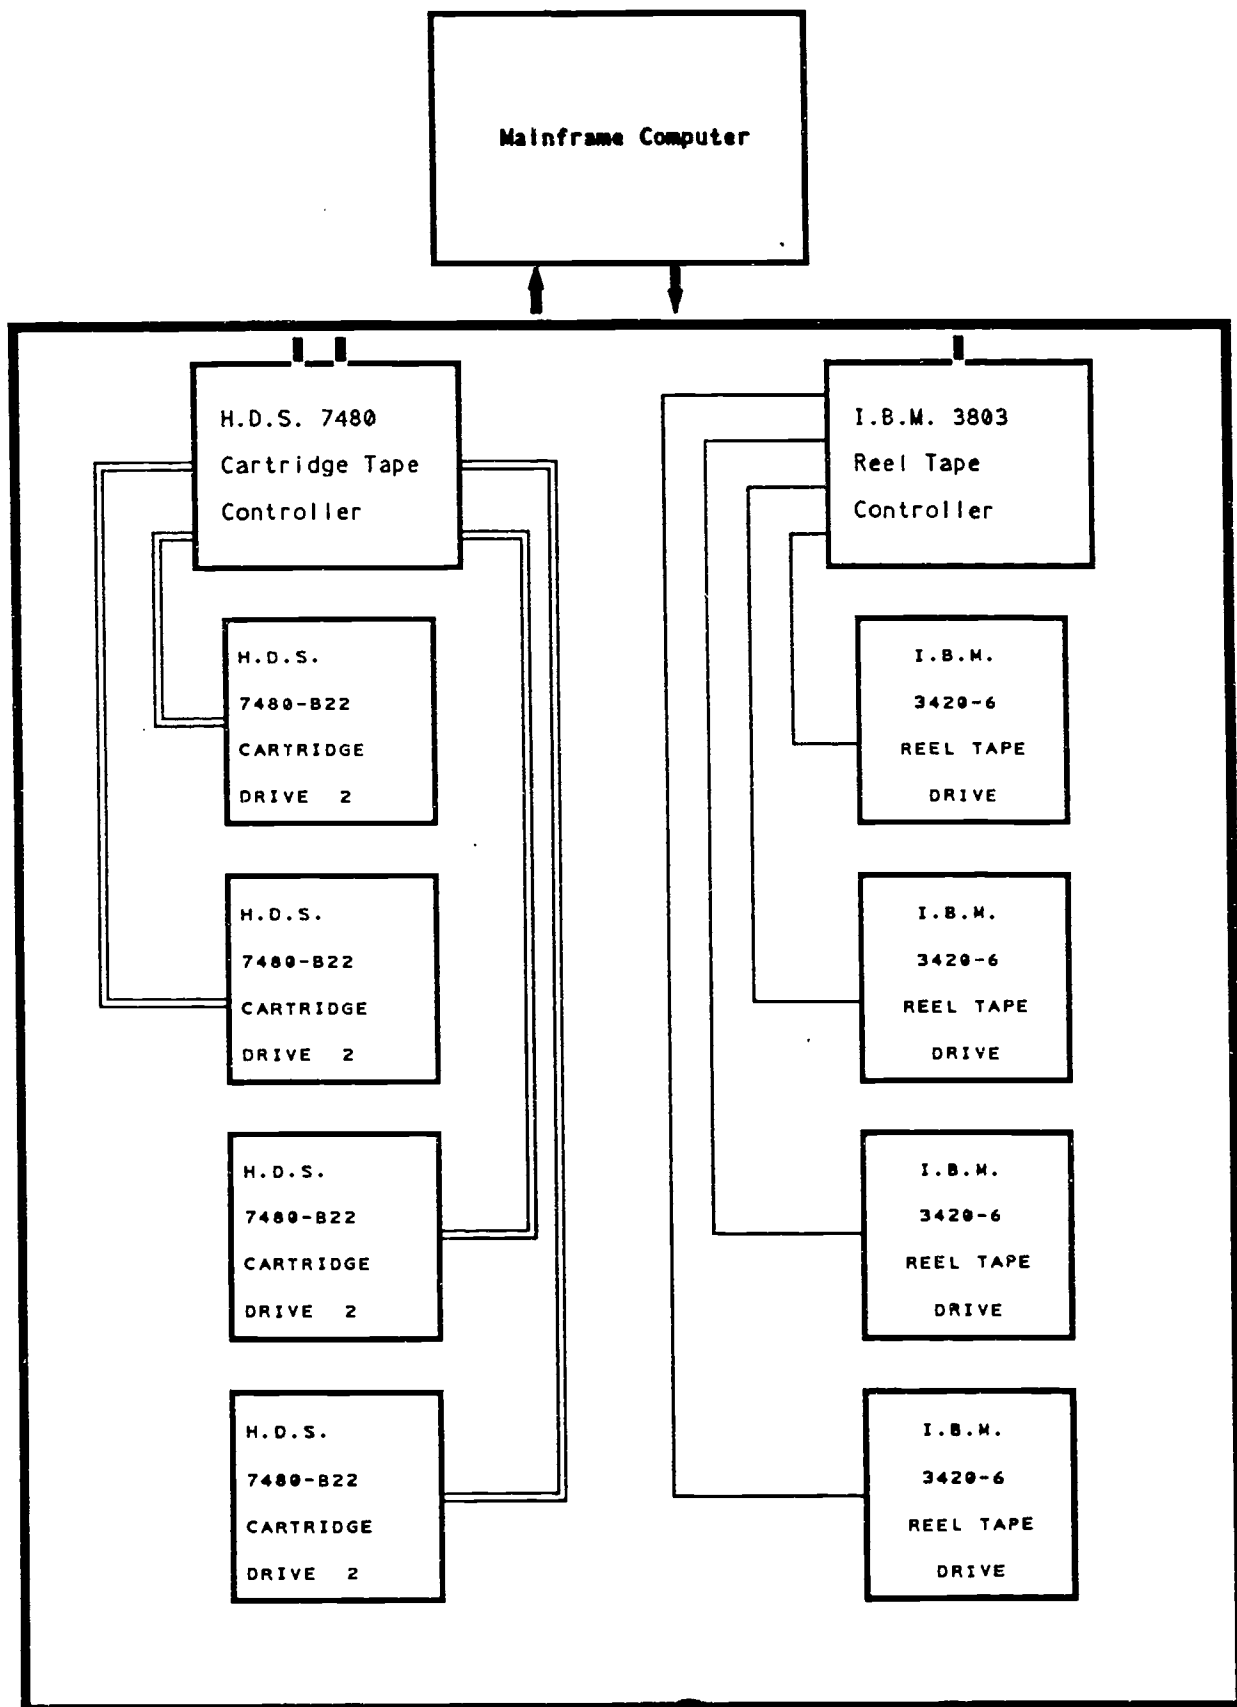 Mainframe Computer
H.D.S. 7480
Cartridge Tape
Controller
H.D.S.
7480-B22
CARTRIDGE
DRIVE 2
H.D.S.
7480-B22
CARTRIDGE
DRIVE 2
H.D.S.
7480-B22
CARTRIDGE
DRIVE 2
H.D.S.
7480-B22
CARTRIDGE
DRIVE 2
I.B.M. 3803
Reel Tape
Controller
I.B.M.
3420-6
REEL TAPE
DRIVE
I.B.M.
3420-6
REEL TAPE
DRIVE
I.B.M.
3420-6
REEL TAPE
DRIVE
I.B.M.
3420-6
REEL TAPE
DRIVE